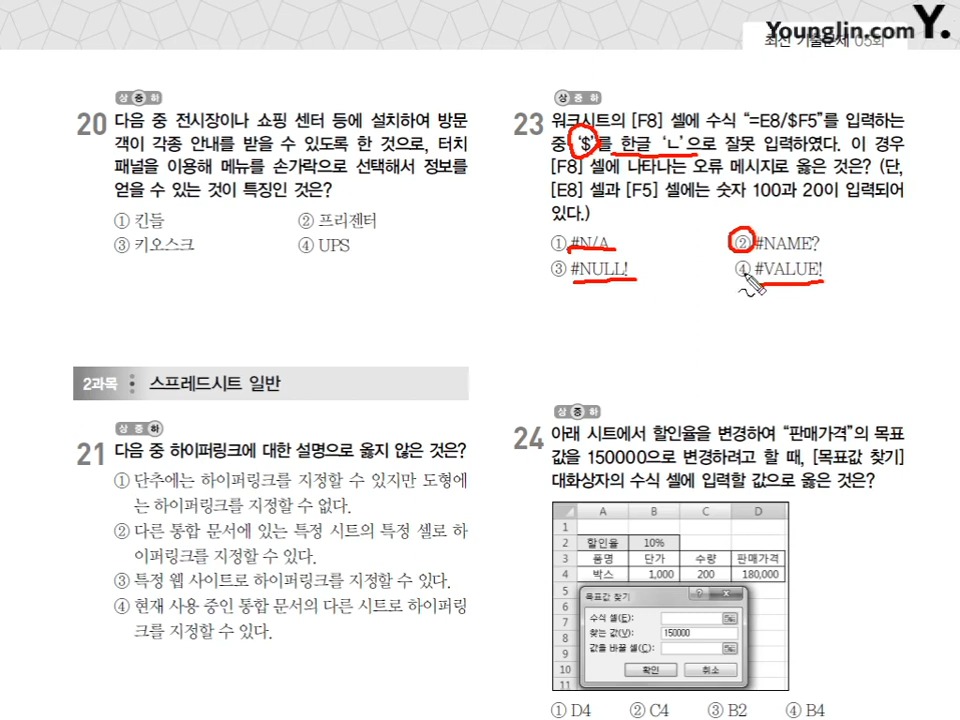 Younglin.com Y.
최신 기출문제 05회
상 중 하
20 다음 중 전시장이나 쇼핑 센터 등에 설치하여 방문
객이 각종 안내를 받을 수 있도록 한 것으로, 터치
패널을 이용해 메뉴를 손가락으로 선택해서 정보를
얻을 수 있는 것이 특징인 것은?
① 킨들 ② 프리젠터
③ 키오스크 ④ UPS
2과목 스프레드시트 일반
상 중 하
21 다음 중 하이퍼링크에 대한 설명으로 옳지 않은 것은?
① 단추에는 하이퍼링크를 지정할 수 있지만 도형에
는 하이퍼링크를 지정할 수 없다.
② 다른 통합 문서에 있는 특정 시트의 특정 셀로 하
이퍼링크를 지정할 수 있다.
③ 특정 웹 사이트로 하이퍼링크를 지정할 수 있다.
④ 현재 사용 중인 통합 문서의 다른 시트로 하이퍼링
크를 지정할 수 있다.
상 중 하
23 워크시트의 [F8] 셀에 수식 “=E8/$F5”를 입력하는
중 ‘$’를 한글 ‘ㄴ’으로 잘못 입력하였다. 이 경우
[F8] 셀에 나타나는 오류 메시지로 옳은 것은? (단,
[E8] 셀과 [F5] 셀에는 숫자 100과 20이 입력되어
있다.)
① #N/A ② #NAME?
③ #NULL! ④ #VALUE!
상 중 하
24 아래 시트에서 할인율을 변경하여 “판매가격”의 목표
값을 150000으로 변경하려고 할 때, [목표값 찾기]
대화상자의 수식 셀에 입력할 값으로 옳은 것은?
A B C D
1
2 할인율 10%
3 품명 단가 수량 판매가격
4 박스 1,000 200 180,000
5 목표값 찾기
6 수식 셀(E):
7 찾는 값(V): 150000
8 값을 바꿀 셀(C):
9
10 확인 취소
11
① D4 ② C4 ③ B2 ④ B4